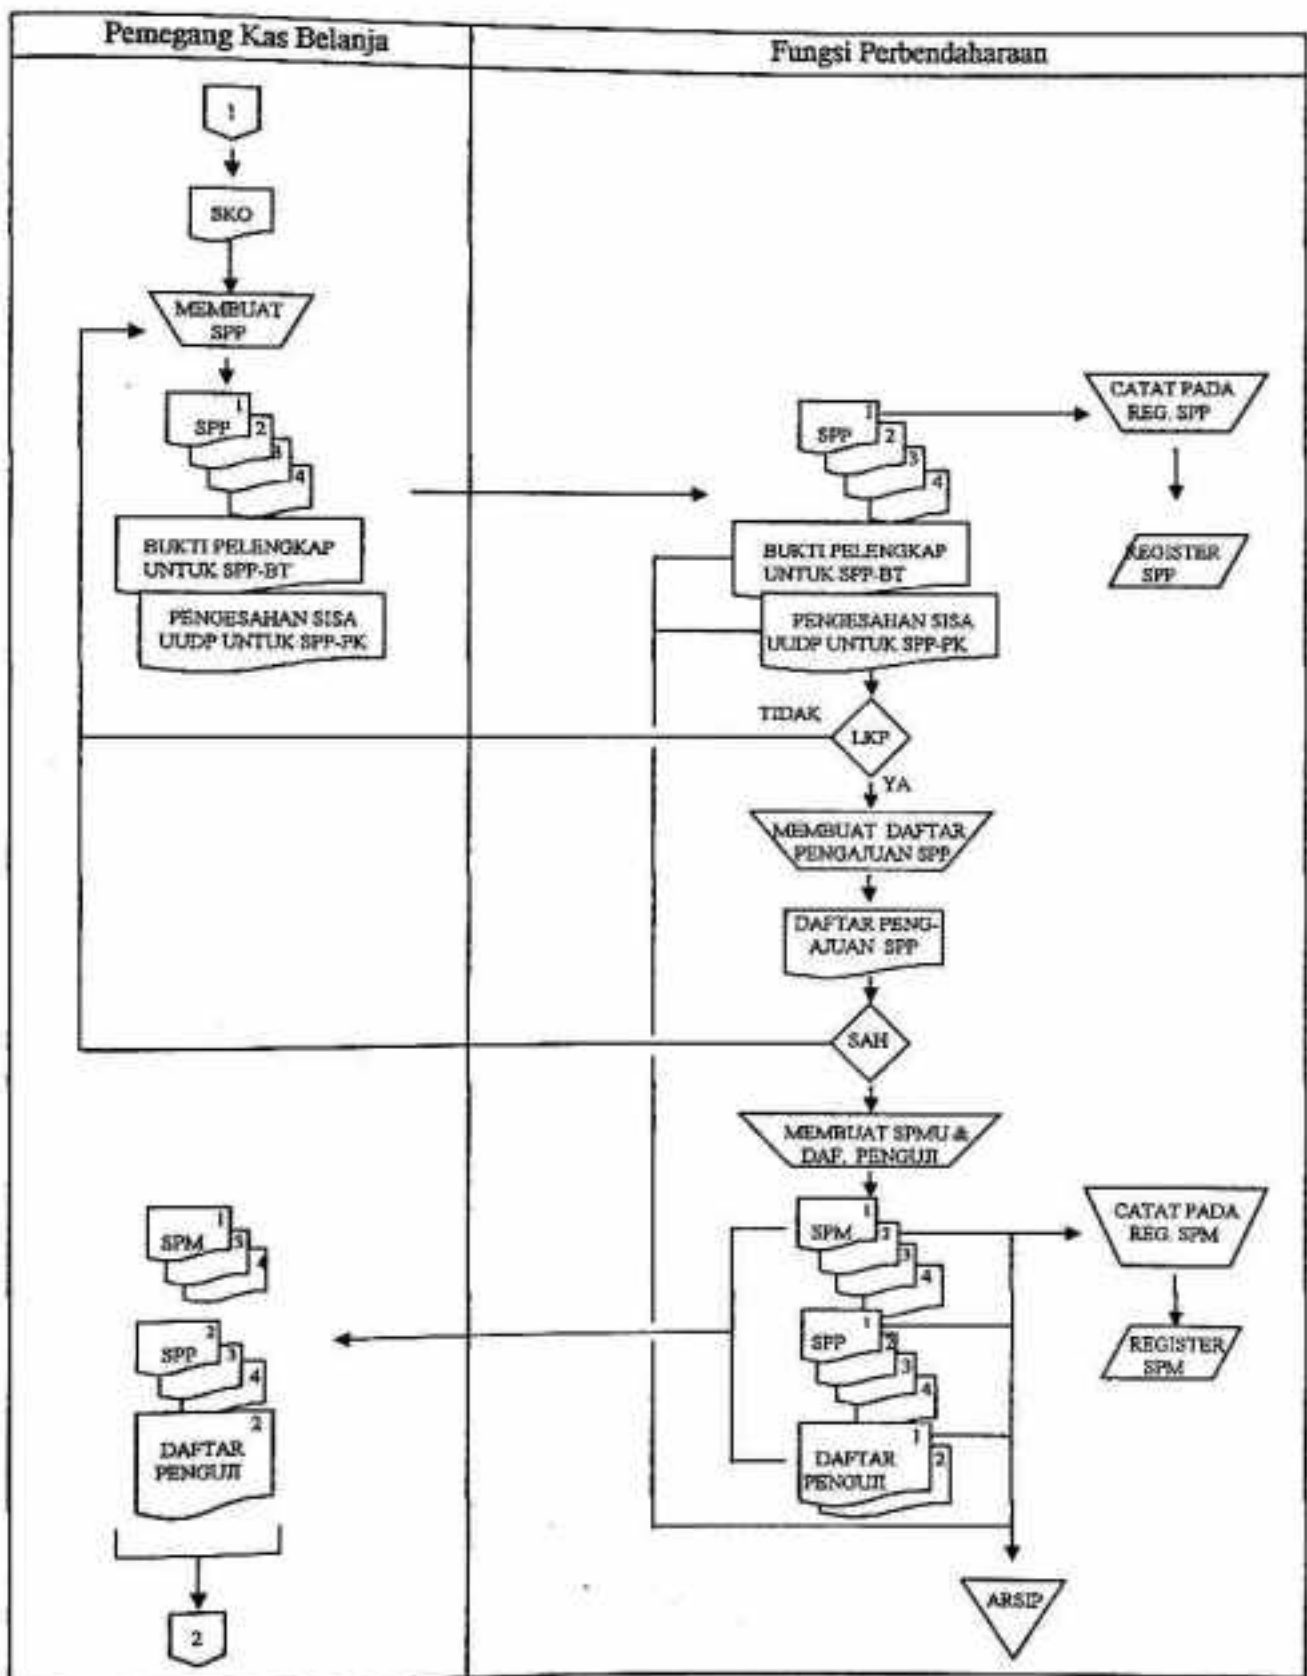 Pemegang Kas Belanja
Fungsi Perbendaharaan
1
SKO
MEMBUAT
SPP
1
SPP
2
3
4
BUKTI PELENGKAP
UNTUK SPP-BT
PENGESAHAN SISA
UUDP UNTUK SPP-PK
1
SPP
2
3
4
CATAT PADA
REG. SPP
REGISTER
SPP
BUKTI PELENGKAP
UNTUK SPP-BT
PENGESAHAN SISA
UUDP UNTUK SPP-PK
TIDAK
LKP
YA
MEMBUAT DAFTAR
PENGAJUAN SPP
DAFTAR PENG-
AJUAN SPP
SAH
MEMBUAT SPMU &
DAF. PENGUJI
1
SPM
3
4
SPP
2
3
4
2
DAFTAR
PENGUJI
2
1
SPM
2
3
4
1
SPP
2
3
4
1
DAFTAR
2
PENGUJI
CATAT PADA
REG. SPM
REGISTER
SPM
ARSIP